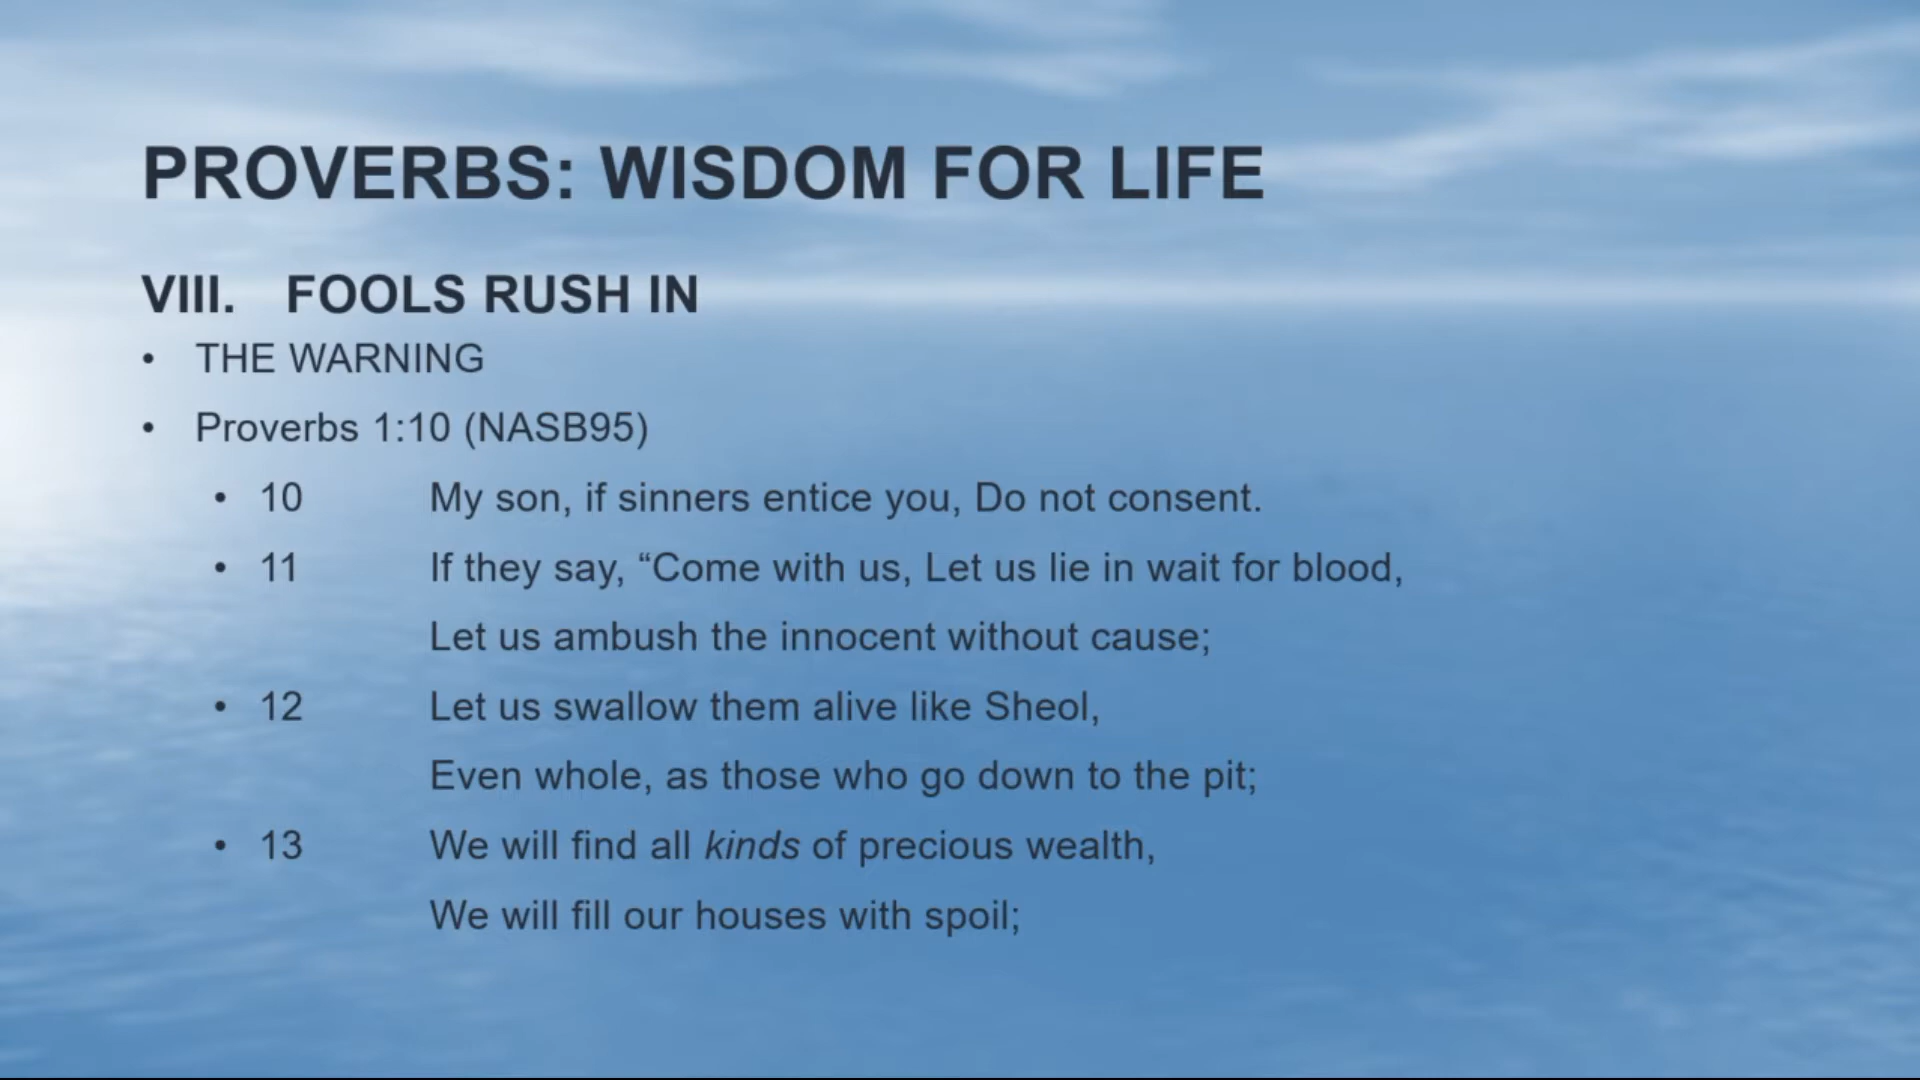 PROVERBS: WISDOM FOR LIFE
VIII. FOOLS RUSH IN
• THE WARNING
• Proverbs 1:10 (NASB95)
• 10 My son, if sinners entice you, Do not consent.
• 11 If they say, “Come with us, Let us lie in wait for blood,
Let us ambush the innocent without cause;
• 12 Let us swallow them alive like Sheol,
Even whole, as those who go down to the pit;
• 13 We will find all kinds of precious wealth,
We will fill our houses with spoil;